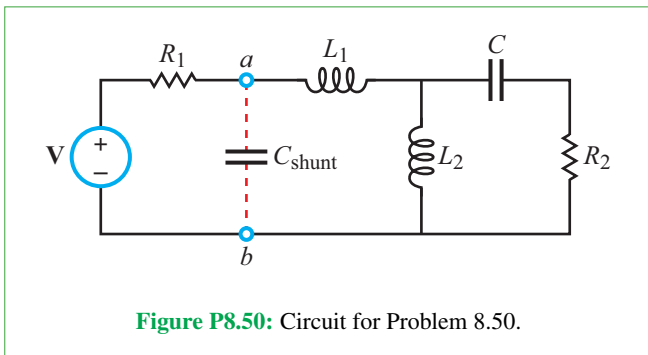 R1
a
L1
C
V
+
−
Cshunt
L2
R2
b
Figure P8.50: Circuit for Problem 8.50.